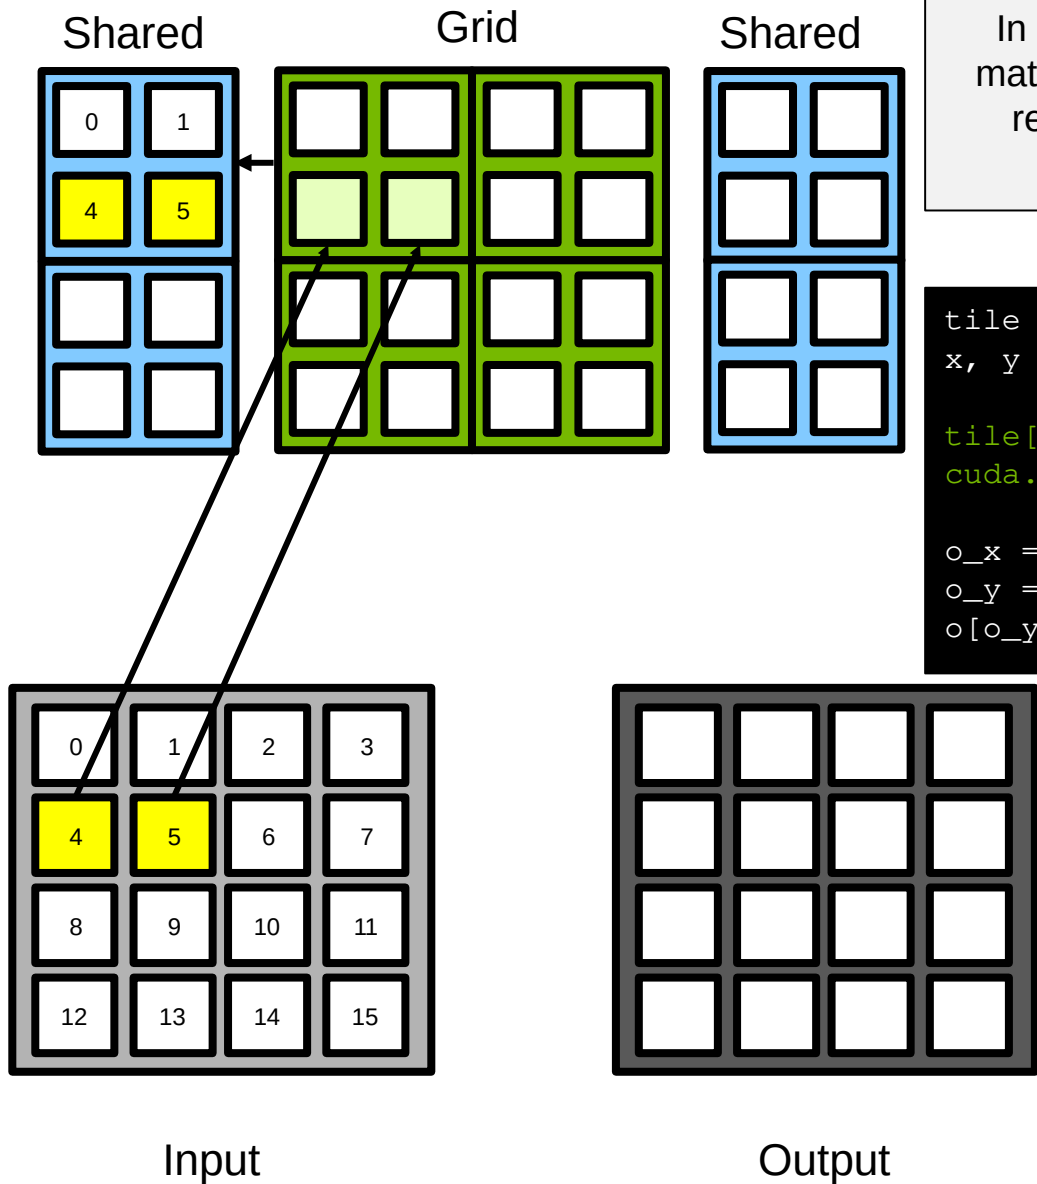 Shared
Grid
Shared
In
mat
re
0 1
4 5
tile
x, y
tile[
cuda.
o_x =
o_y =
o[o_y
0 1 2 3
4 5 6 7
8 9 10 11
12 13 14 15
Input
Output